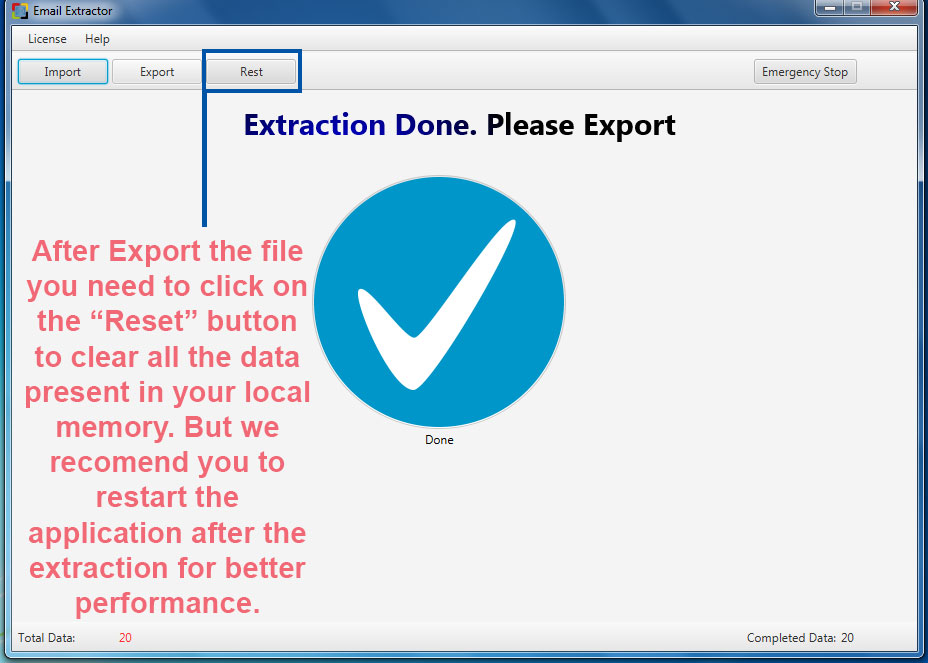 Email Extractor
License Help
Import Export Rest Emergency Stop
Extraction Done. Please Export
After Export the file
you need to click on
the “Reset” button
to clear all the data
present in your local
memory. But we
recomend you to
restart the
application after the
extraction for better
performance.
Done
Total Data: 20 Completed Data: 20